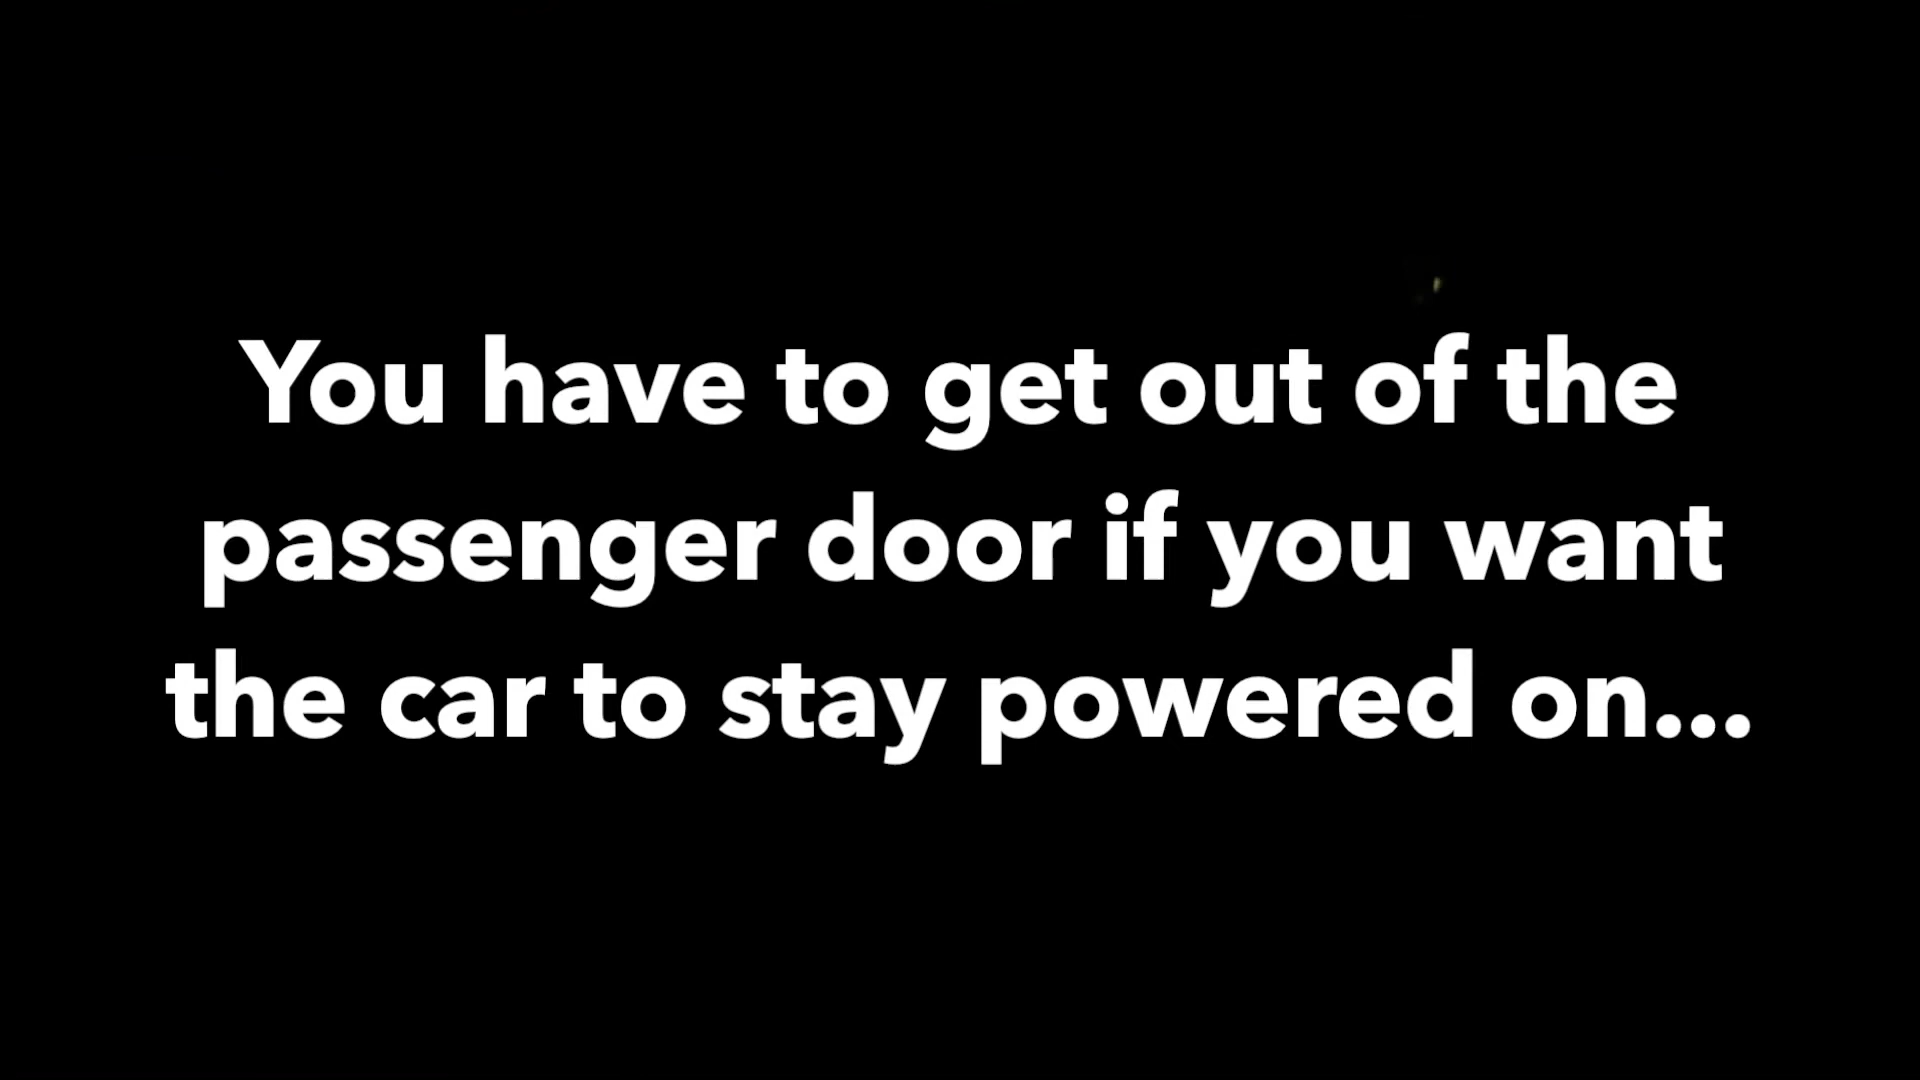 You have to get out of the
passenger door if you want
the car to stay powered on...